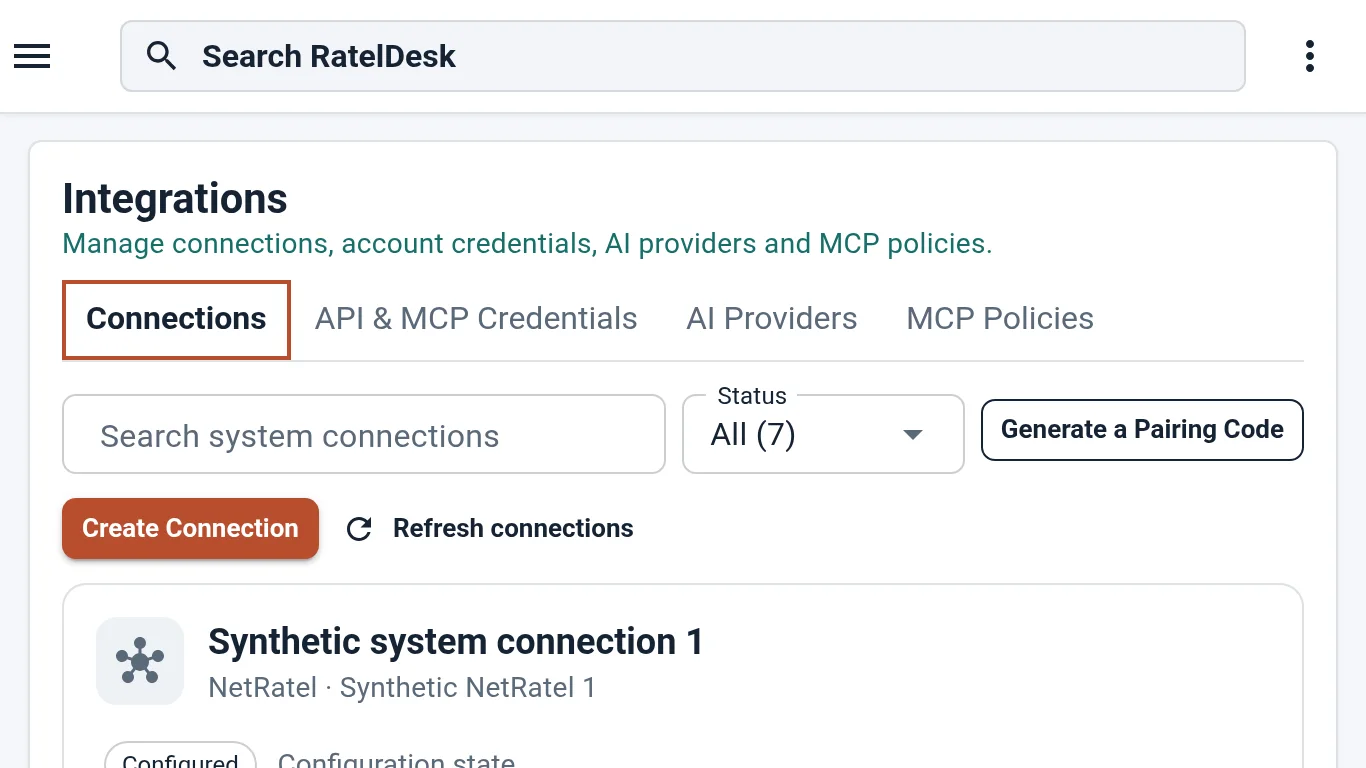 Search RatelDesk
Integrations
Manage connections, account credentials, AI providers and MCP policies.
Connections API & MCP Credentials AI Providers MCP Policies
Status
Search system connections All (7) Generate a Pairing Code
Create Connection Refresh connections
Synthetic system connection 1
NetRatel · Synthetic NetRatel 1
Configured Configuration state